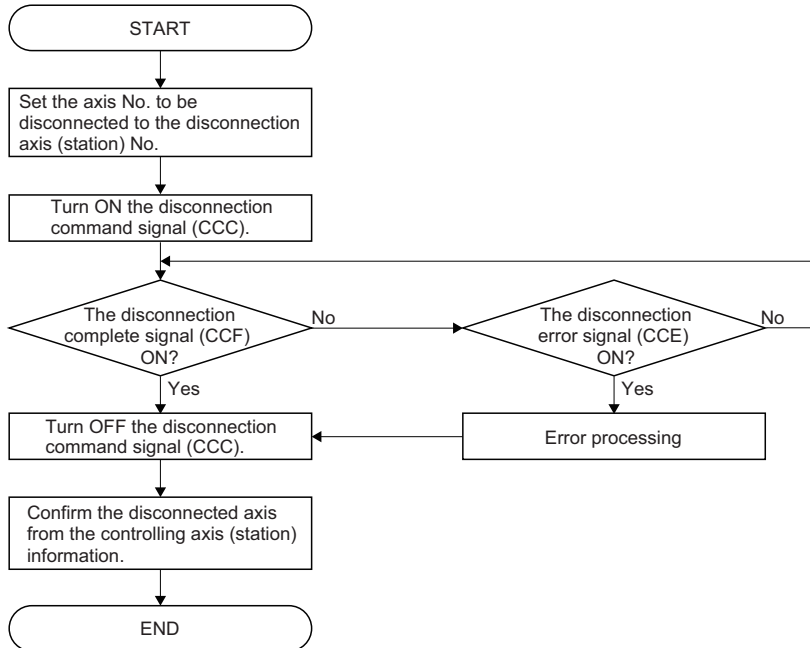 START
Set the axis No. to be
disconnected to the disconnection
axis (station) No.
Turn ON the disconnection
command signal (CCC).
The disconnection
complete signal (CCF)
ON?
No
The disconnection
error signal (CCE)
ON?
No
Yes
Yes
Turn OFF the disconnection
command signal (CCC).
Error processing
Confirm the disconnected axis
from the controlling axis (station)
information.
END